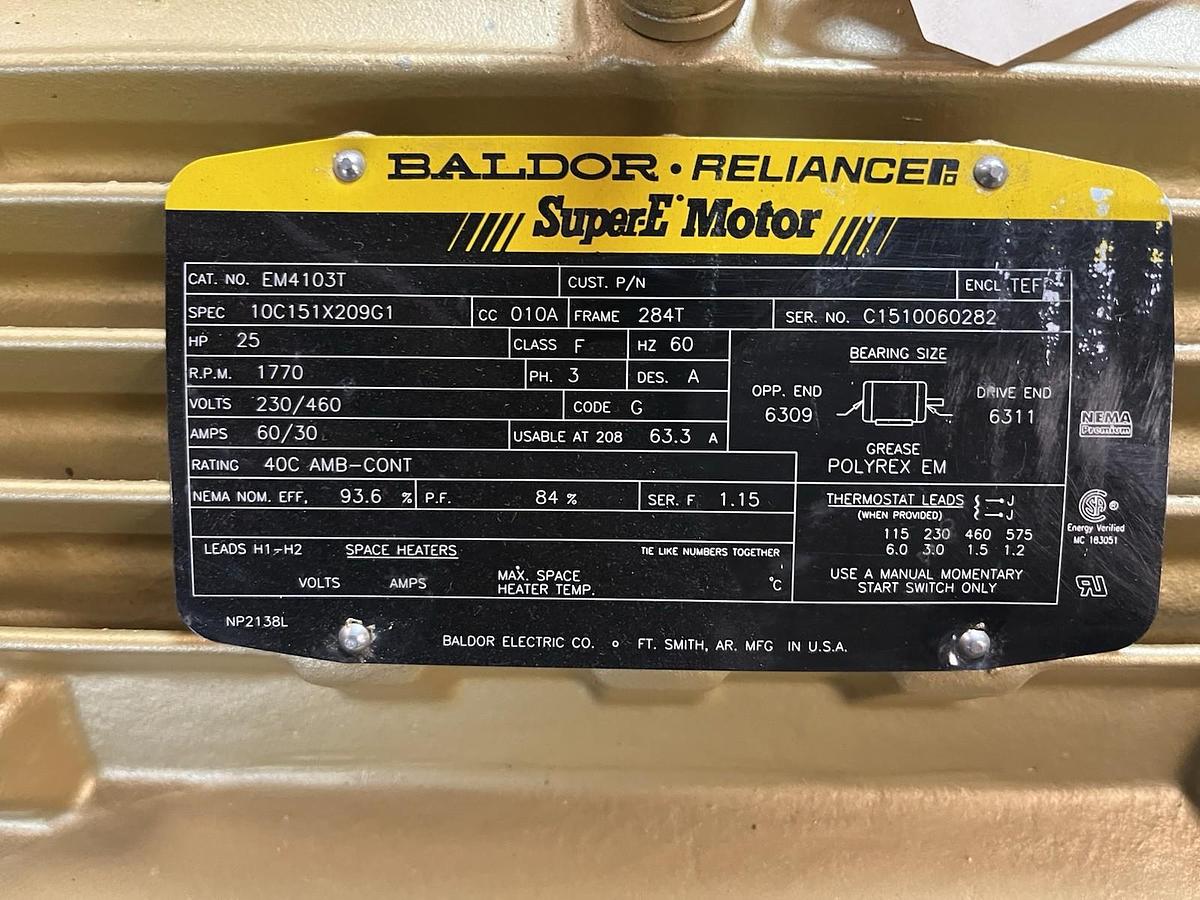 BALDOR • RELIANCE
Super-E Motor
CAT. NO. EM4103T CUST. P/N ENCL TEF
SPEC 10C151X209G1 CC 010A FRAME 284T SER. NO. C1510060282
HP 25 CLASS F HZ 60
R.P.M. 1770 PH. 3 DES. A
VOLTS 230/460 CODE G
AMPS 60/30 USABLE AT 208 63.3 A
RATING 40C AMB-CONT
NEMA NOM. EFF. 93.6 % P.F. 84 % SER. F 1.15
BEARING SIZE
OPP. END DRIVE END
6309 6311
GREASE
POLYREX EM
LEADS H1-H2 SPACE HEATERS TIE LIKE NUMBERS TOGETHER
VOLTS AMPS MAX. SPACE HEATER TEMP. °C
THERMOSTAT LEADS J
(WHEN PROVIDED) J
115 230 460 575
6.0 3.0 1.5 1.2
USE A MANUAL MOMENTARY
START SWITCH ONLY
NEMA
Premium
Energy Verified
MC 183051
NP2138L
BALDOR ELECTRIC CO. o FT. SMITH, AR. MFG IN U.S.A.